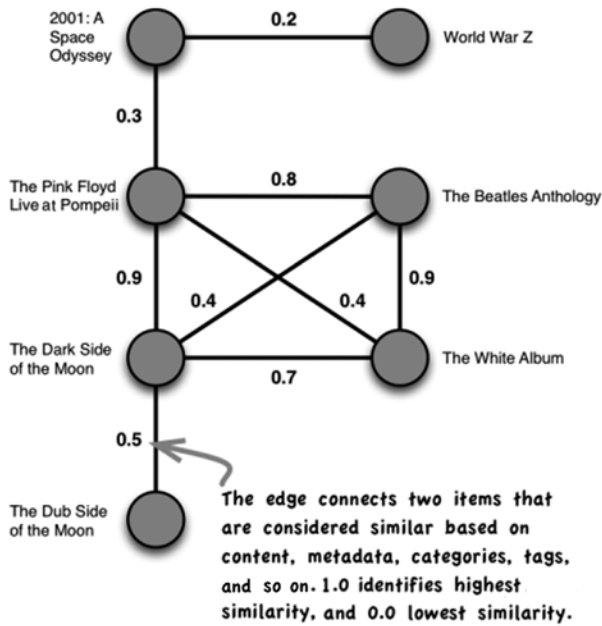 2001: A
Space
Odyssey
0.2
World War Z
0.3
The Pink Floyd
Live at Pompeii
0.8
The Beatles Anthology
0.9
0.4
0.4
0.9
The Dark Side
of the Moon
0.7
The White Album
0.5
The Dub Side
of the Moon
The edge connects two items that
are considered similar based on
content, metadata, categories, tags,
and so on. 1.0 identifies highest
similarity, and 0.0 lowest similarity.